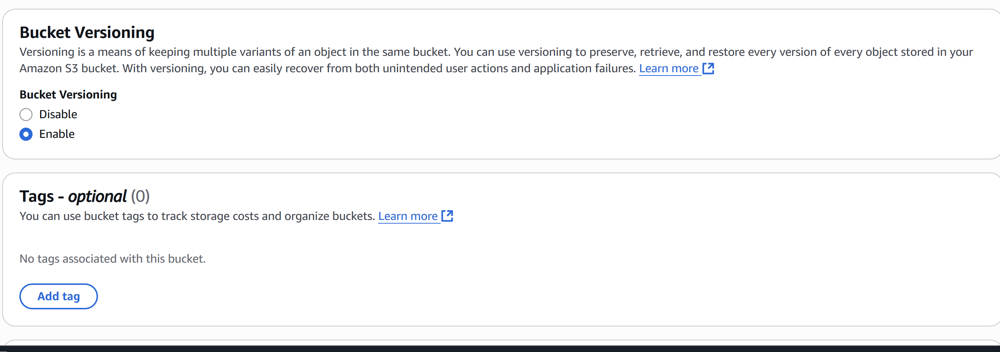 Bucket Versioning
Versioning is a means of keeping multiple variants of an object in the same bucket. You can use versioning to preserve, retrieve, and restore every version of every object stored in your
Amazon S3 bucket. With versioning, you can easily recover from both unintended user actions and application failures. Learn more
Bucket Versioning
Disable
Enable
Tags - optional (0)
You can use bucket tags to track storage costs and organize buckets. Learn more
No tags associated with this bucket.
Add tag